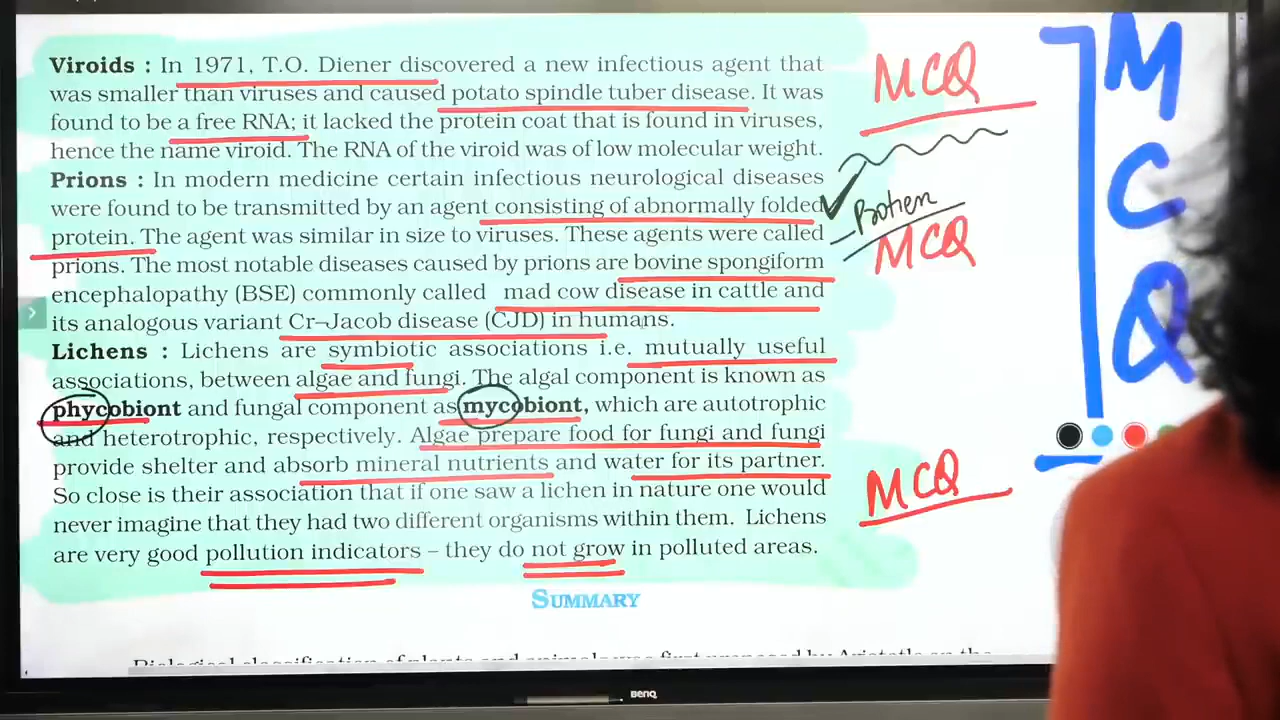 Viroids : In 1971, T.O. Diener discovered a new infectious agent that
was smaller than viruses and caused potato spindle tuber disease. It was
found to be a free RNA; it lacked the protein coat that is found in viruses,
hence the name viroid. The RNA of the viroid was of low molecular weight.
Prions : In modern medicine certain infectious neurological diseases
were found to be transmitted by an agent consisting of abnormally folded
protein. The agent was similar in size to viruses. These agents were called
prions. The most notable diseases caused by prions are bovine spongiform
encephalopathy (BSE) commonly called mad cow disease in cattle and
its analogous variant Cr–Jacob disease (CJD) in humans.
Lichens : Lichens are symbiotic associations i.e. mutually useful
associations, between algae and fungi. The algal component is known as
phycobiont and fungal component as mycobiont, which are autotrophic
and heterotrophic, respectively. Algae prepare food for fungi and fungi
provide shelter and absorb mineral nutrients and water for its partner.
So close is their association that if one saw a lichen in nature one would
never imagine that they had two different organisms within them. Lichens
are very good pollution indicators – they do not grow in polluted areas.
SUMMARY
MCQ
Protien
MCQ
MCQ
M
C
Q
BenQ